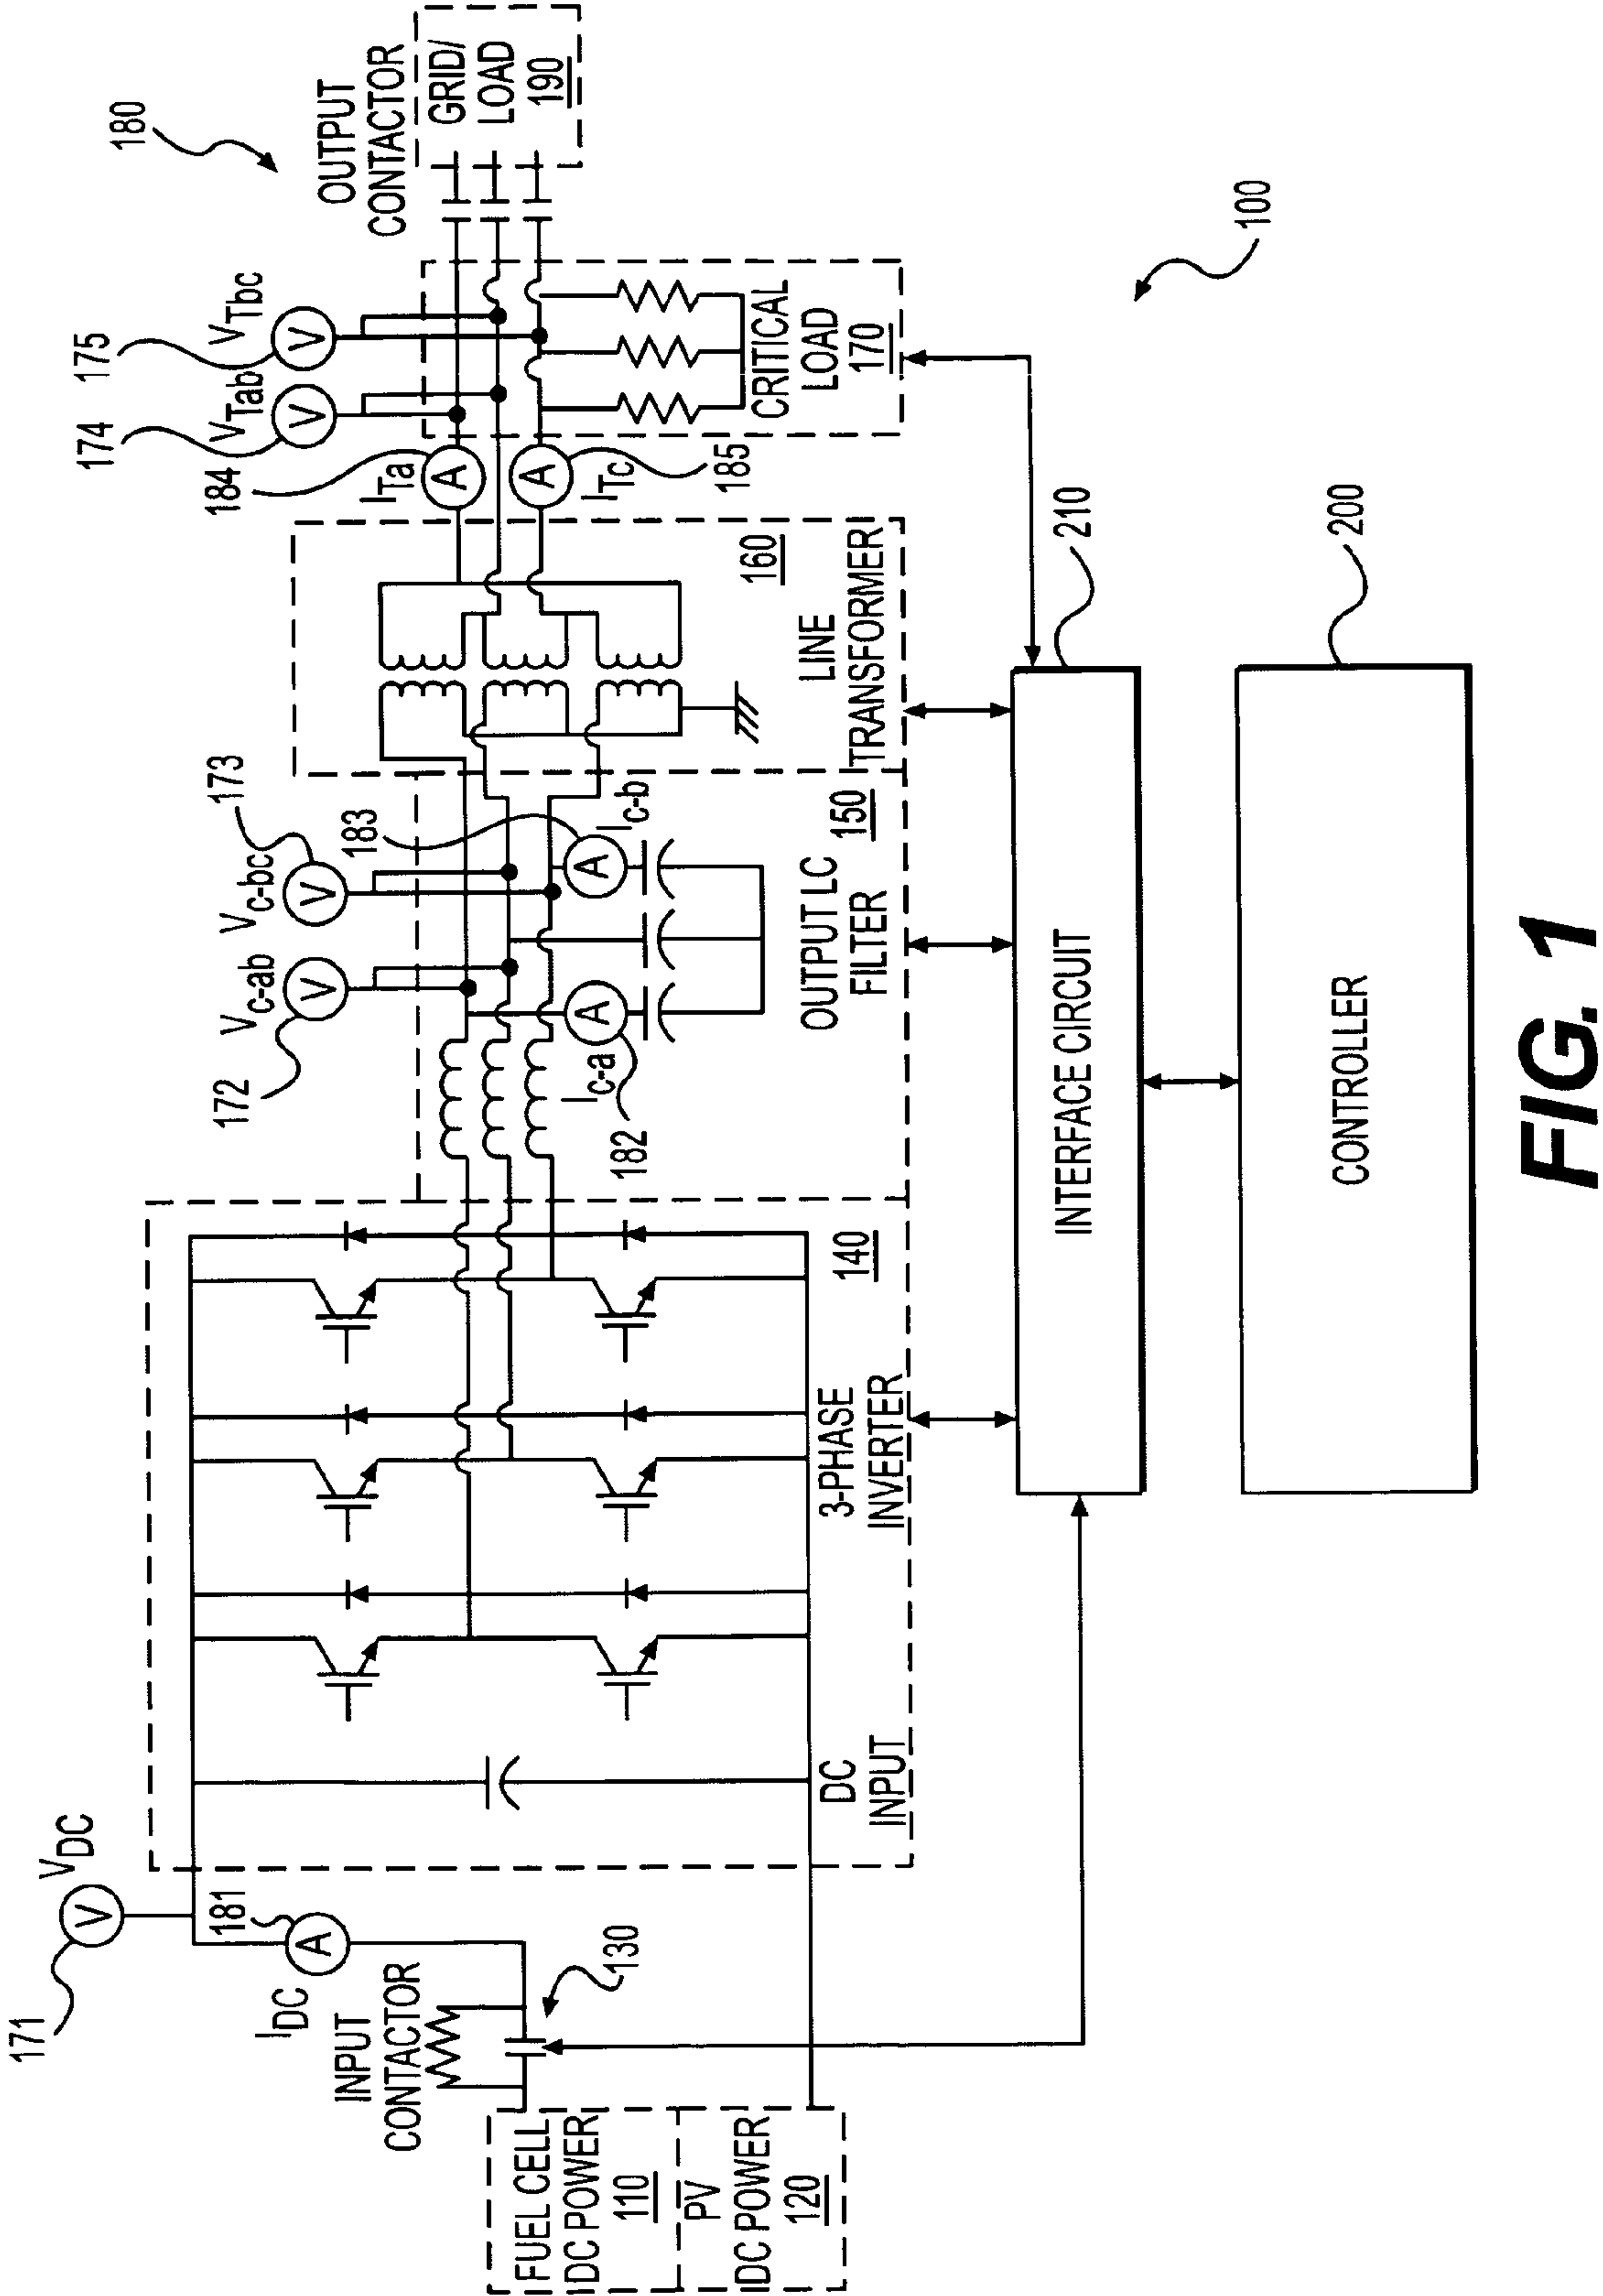 180
OUTPUT
CONTACTOR
GRID/
LOAD
190
100
175
VTbc
174
VTab
184
ITa
ITc
185
CRITICAL
LOAD
170
160
LINE
TRANSFORMER
173
Vc-bc
183
Ic-b
172
Vc-ab
182
Ic-a
150
OUTPUT LC
FILTER
140
3-PHASE
INVERTER
DC
INPUT
171
VDC
V
V
V
V
V
A
A
A
A
A
181
IDC
INPUT
CONTACTOR
130
FUEL CELL
DC POWER
110
PV
DC POWER
120
210
INTERFACE CIRCUIT
200
CONTROLLER
FIG. 1